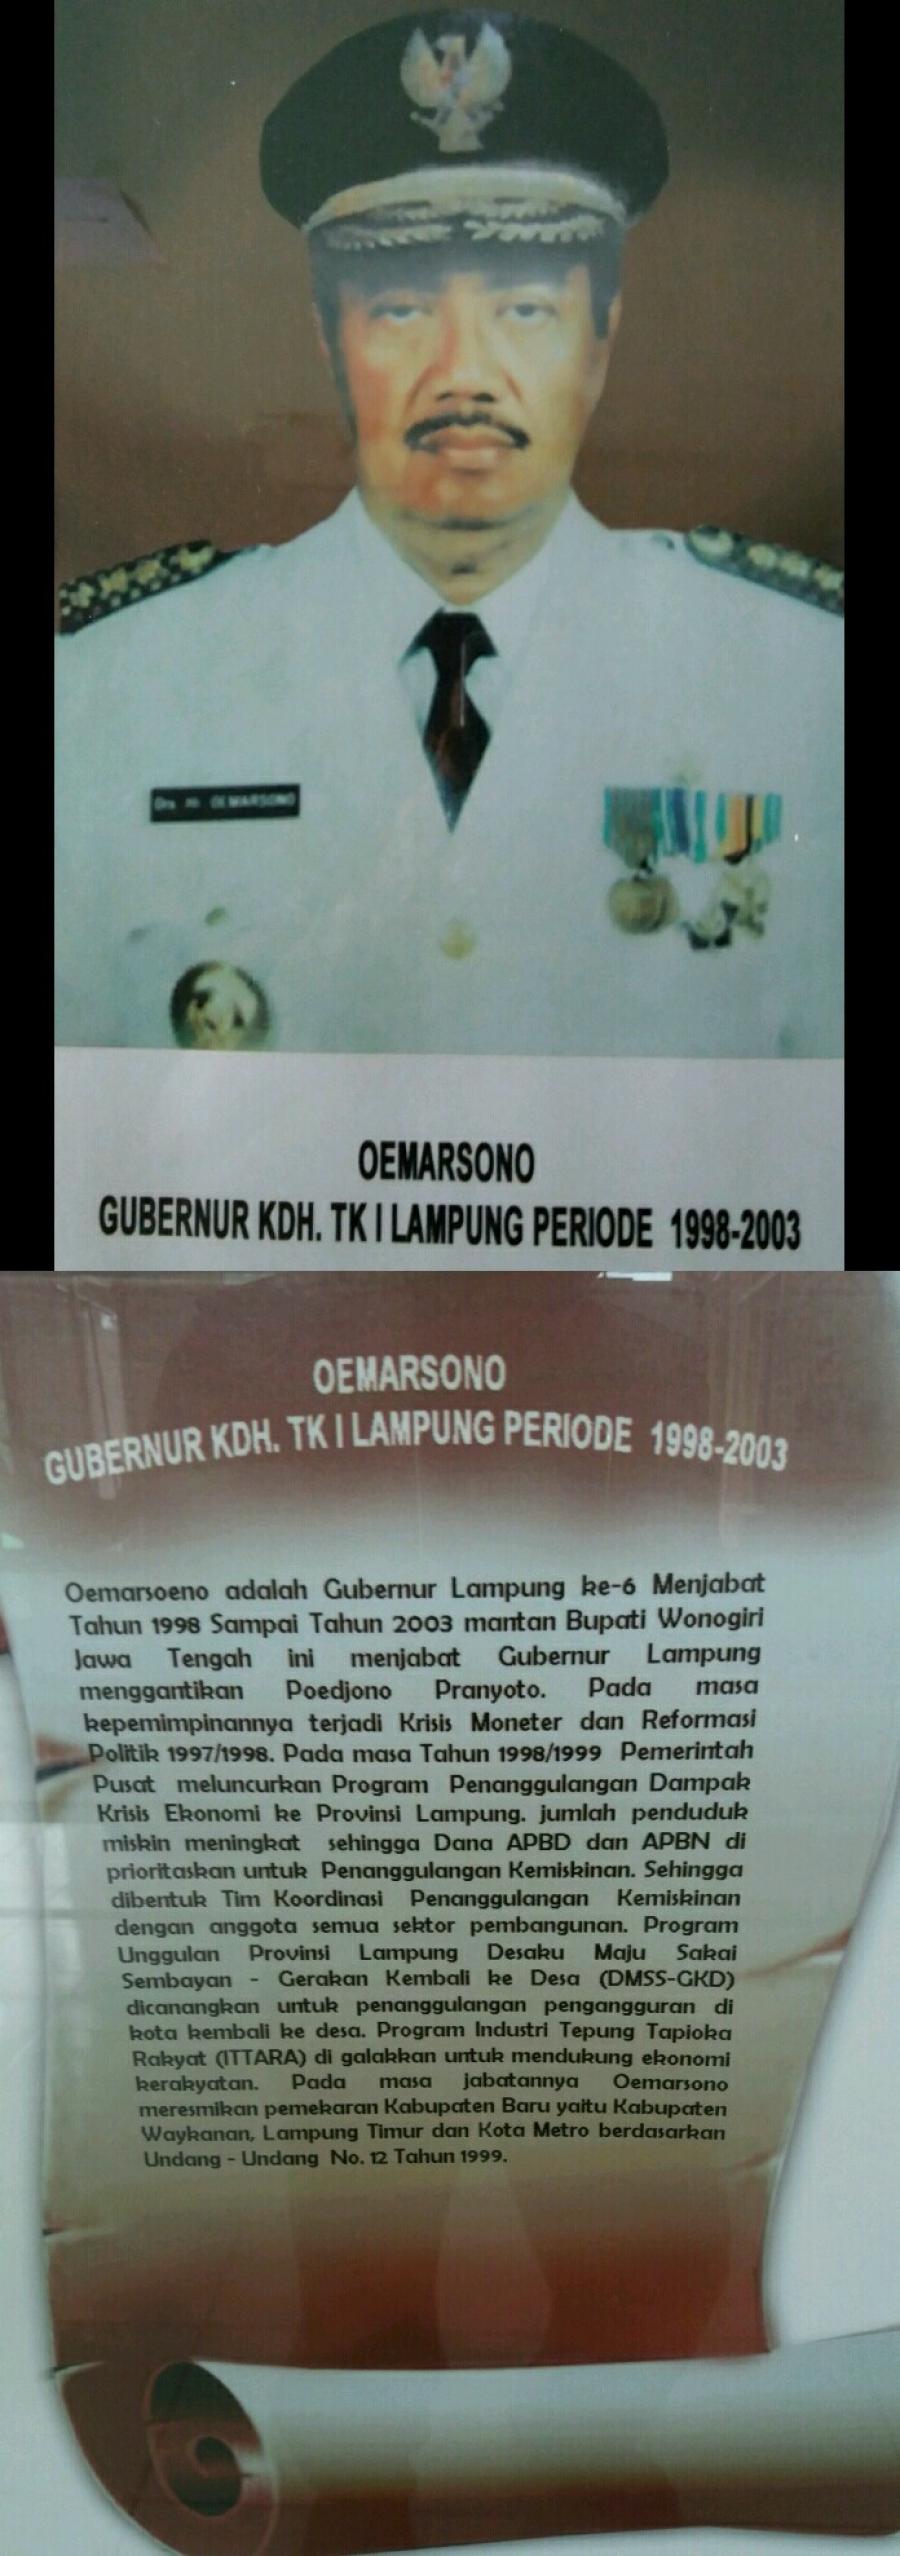 Drs. H. OEMARSONO
OEMARSONO
GUBERNUR KDH. TK I LAMPUNG PERIODE 1998-2003
OEMARSONO
GUBERNUR KDH. TK I LAMPUNG PERIODE 1998-2003
Oemarsoeno adalah Gubernur Lampung ke-6 Menjabat
Tahun 1998 Sampai Tahun 2003 mantan Bupati Wonogiri
Jawa Tengah ini menjabat Gubernur Lampung
menggantikan Poedjono Pranyoto. Pada masa
kepemimpinannya terjadi Krisis Moneter dan Reformasi
Politik 1997/1998. Pada masa Tahun 1998/1999 Pemerintah
Pusat meluncurkan Program Penanggulangan Dampak
Krisis Ekonomi ke Provinsi Lampung. jumlah penduduk
miskin meningkat sehingga Dana APBD dan APBN di
prioritaskan untuk Penanggulangan Kemiskinan. Sehingga
dibentuk Tim Koordinasi Penanggulangan Kemiskinan
dengan anggota semua sektor pembangunan. Program
Unggulan Provinsi Lampung Desaku Maju Sakai
Sembayan - Gerakan Kembali ke Desa (DMSS-GKD)
dicanangkan untuk penanggulangan pengangguran di
kota kembali ke desa. Program Industri Tepung Tapioka
Rakyat (ITTARA) di galakkan untuk mendukung ekonomi
kerakyatan. Pada masa jabatannya Oemarsono
meresmikan pemekaran Kabupaten Baru yaitu Kabupaten
Waykanan, Lampung Timur dan Kota Metro berdasarkan
Undang - Undang No. 12 Tahun 1999.